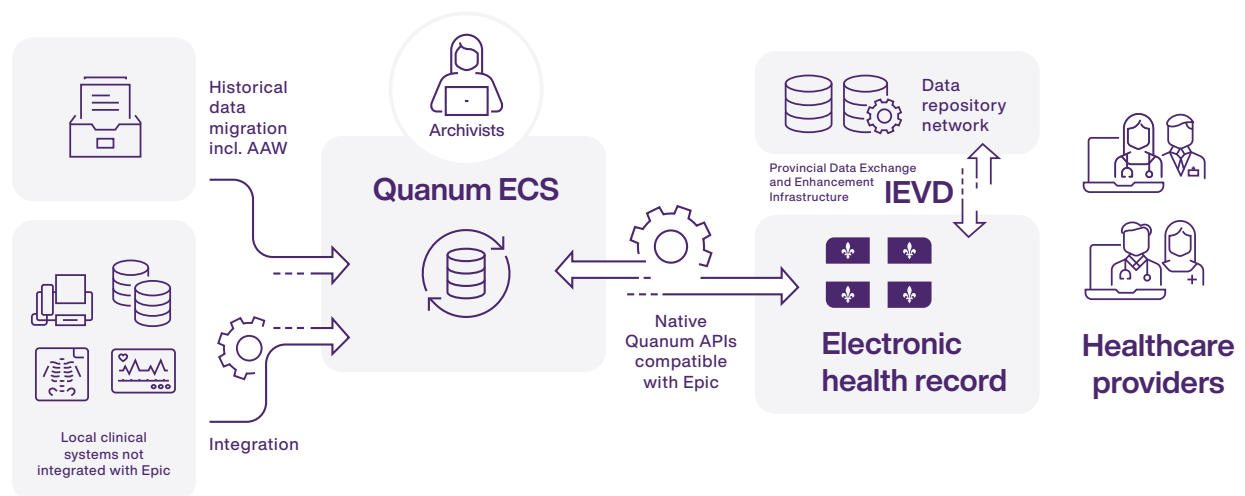 Historical
data
migration
incl. AAW
Archivists
Quanum ECS
Local clinical
systems not
integrated with Epic
Integration
Native
Quanum APIs
compatible
with Epic
Data
repository
network
Provincial Data Exchange
and Enhancement
Infrastructure
IEVD
Electronic
health record
Healthcare
providers